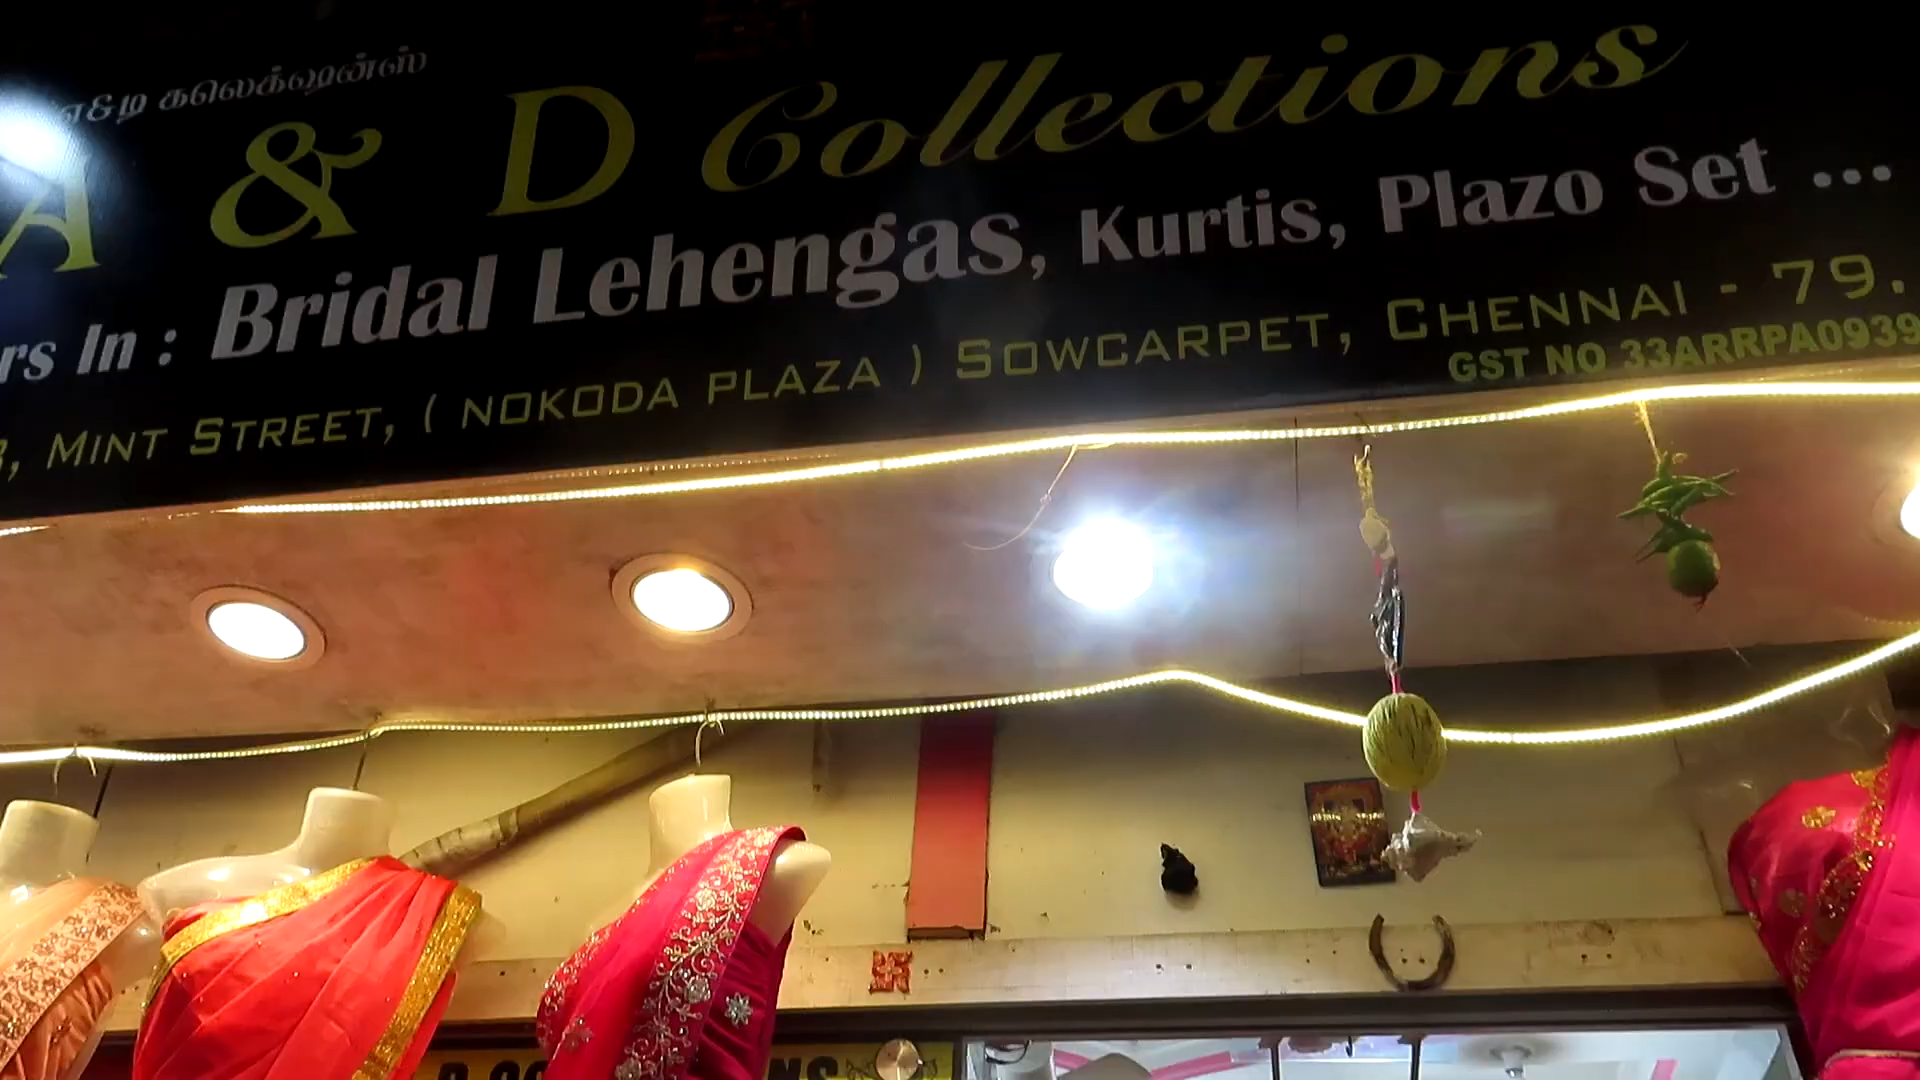 ஏ&டி கலெக்ஷன்ஸ்
A & D Collections
rs In : Bridal Lehengas, Kurtis, Plazo Set ...
3, MINT STREET, ( NOKODA PLAZA ) SOWCARPET, CHENNAI - 79.
GST NO 33ARRPA0939